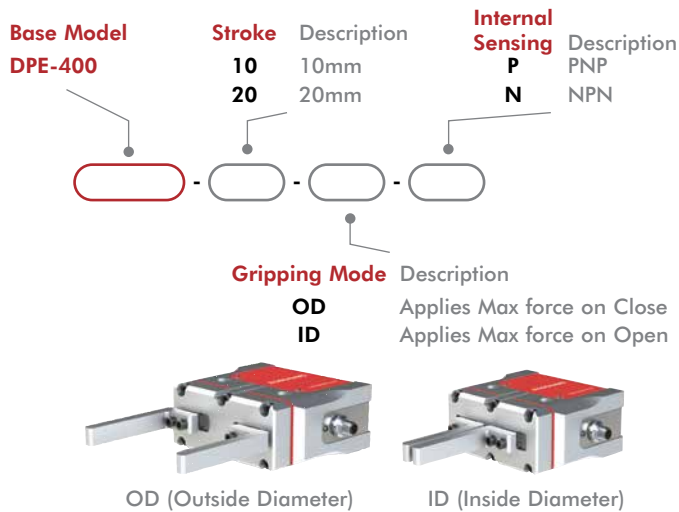 Base Model Stroke Description Internal Sensing Description
DPE-400 10 10mm P PNP
20 20mm N NPN
- - -
Gripping Mode Description
OD Applies Max force on Close
ID Applies Max force on Open
OD (Outside Diameter) ID (Inside Diameter)